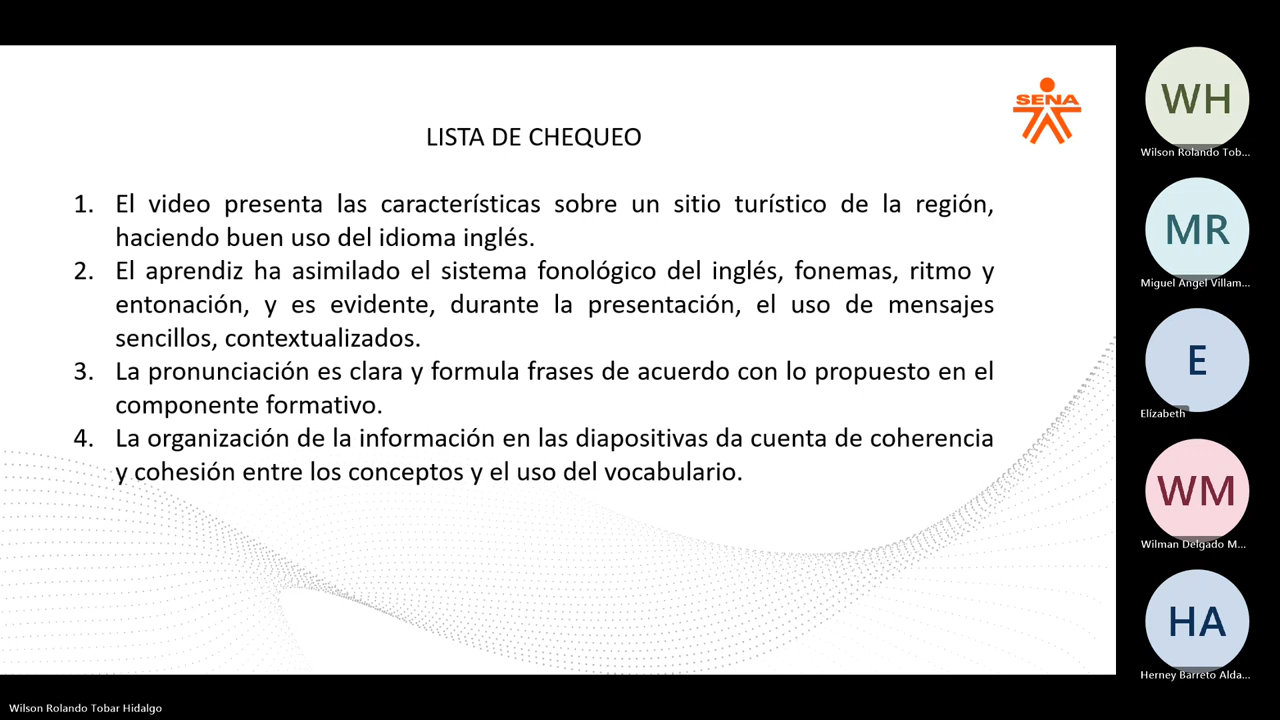 SENA
LISTA DE CHEQUEO
1. El video presenta las características sobre un sitio turístico de la región,
haciendo buen uso del idioma inglés.
2. El aprendiz ha asimilado el sistema fonológico del inglés, fonemas, ritmo y
entonación, y es evidente, durante la presentación, el uso de mensajes
sencillos, contextualizados.
3. La pronunciación es clara y formula frases de acuerdo con lo propuesto en el
componente formativo.
4. La organización de la información en las diapositivas da cuenta de coherencia
y cohesión entre los conceptos y el uso del vocabulario.
WH
Wilson Rolando Tob...
MR
Miguel Angel Villam...
E
Elízabeth
WM
Wilman Delgado M...
HA
Herney Barreto Alda...
Wilson Rolando Tobar Hidalgo